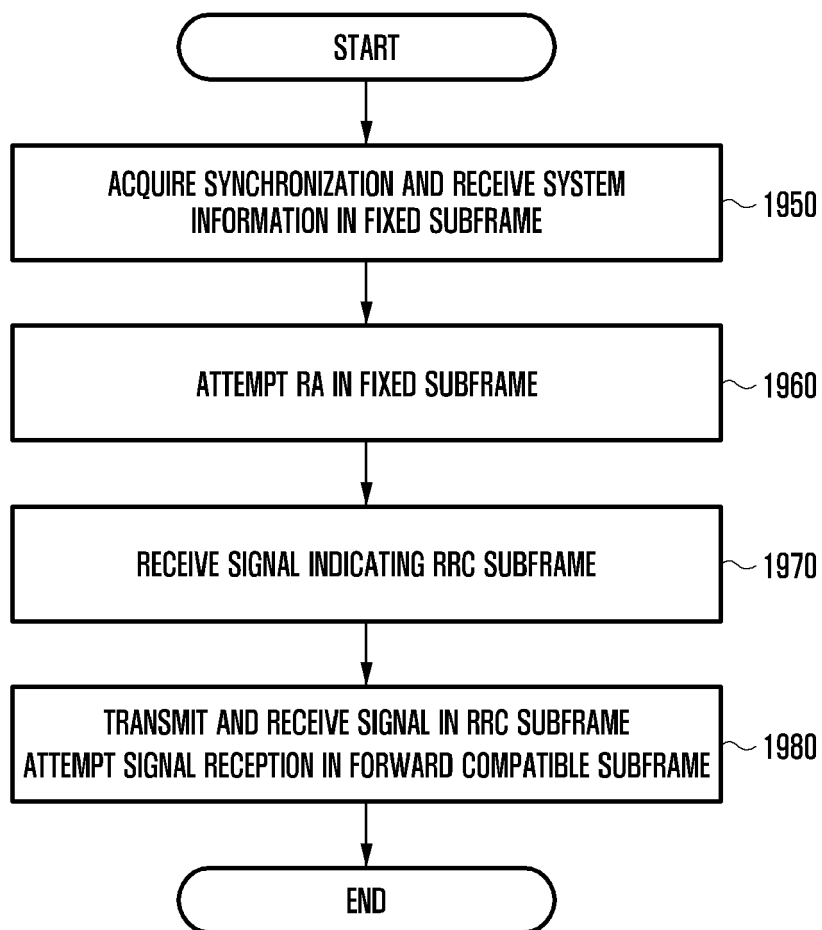 START
ACQUIRE SYNCHRONIZATION AND RECEIVE SYSTEM
INFORMATION IN FIXED SUBFRAME
1950
ATTEMPT RA IN FIXED SUBFRAME
1960
RECEIVE SIGNAL INDICATING RRC SUBFRAME
1970
TRANSMIT AND RECEIVE SIGNAL IN RRC SUBFRAME
ATTEMPT SIGNAL RECEPTION IN FORWARD COMPATIBLE SUBFRAME
1980
END